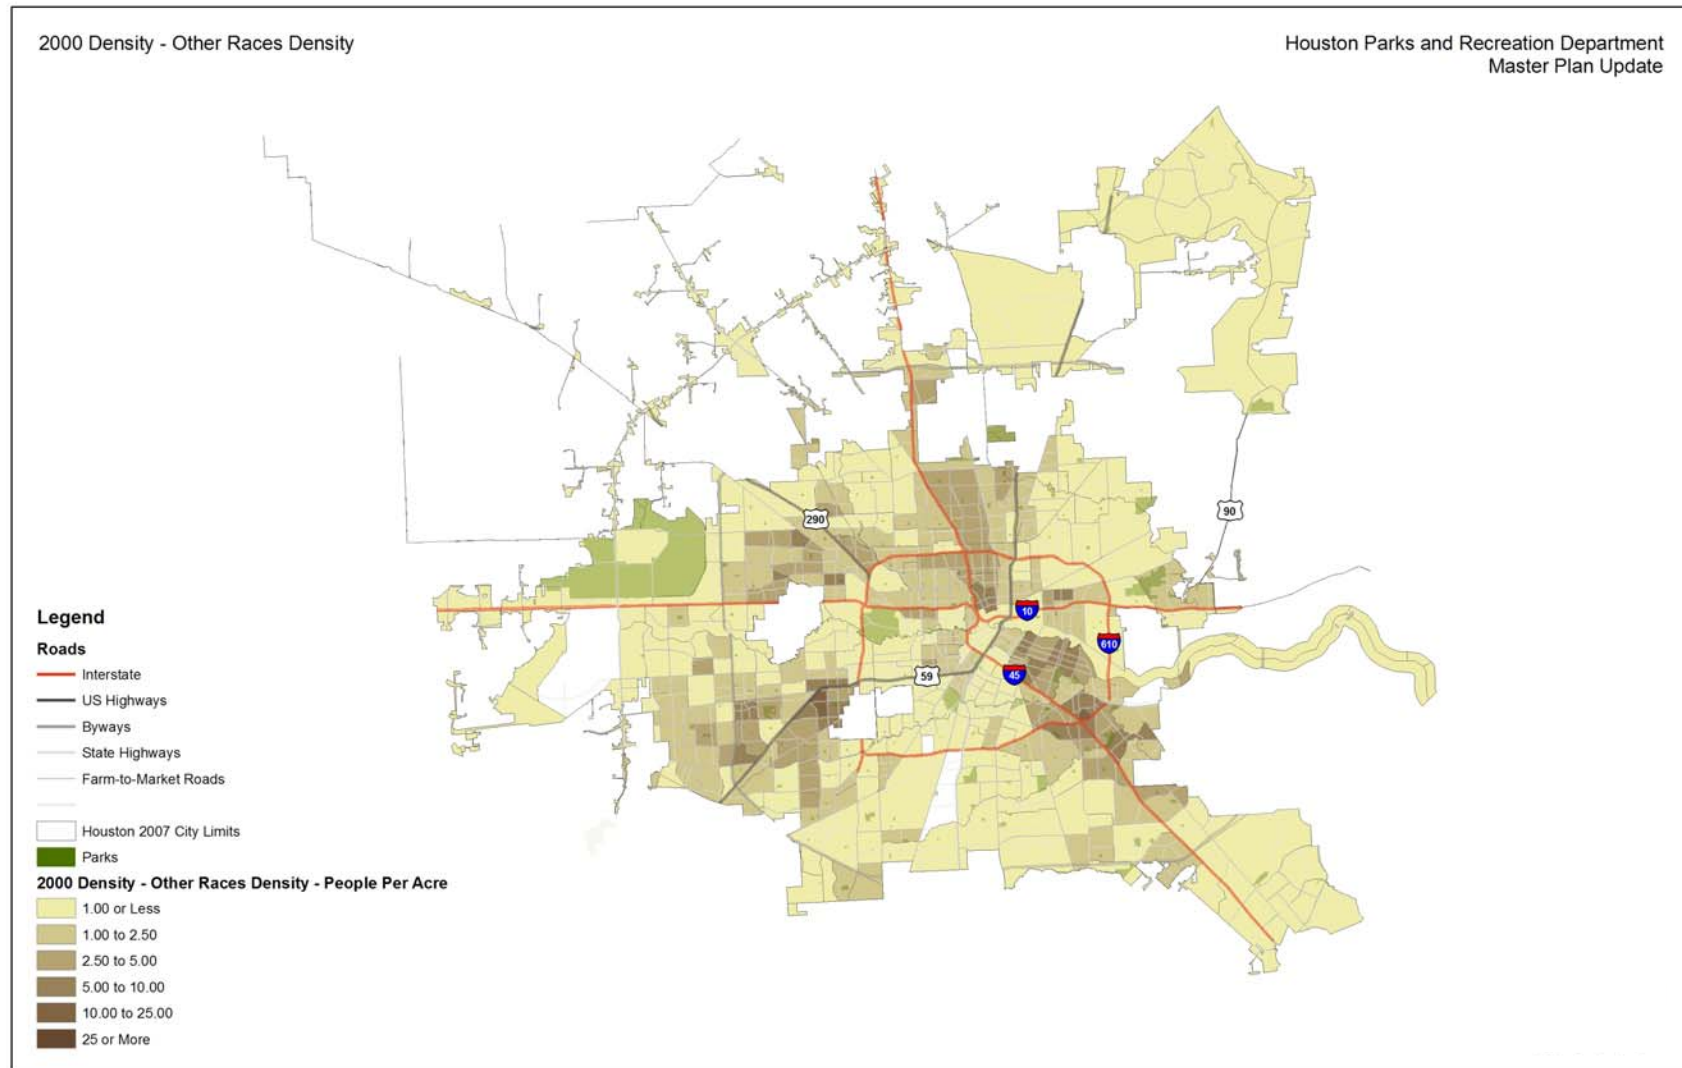 2000 Density - Other Races Density
Houston Parks and Recreation Department
Master Plan Update
290
90
10
610
45
59
Legend
Roads
Interstate
US Highways
Byways
State Highways
Farm-to-Market Roads
Houston 2007 City Limits
Parks
2000 Density - Other Races Density - People Per Acre
1.00 or Less
1.00 to 2.50
2.50 to 5.00
5.00 to 10.00
10.00 to 25.00
25 or More